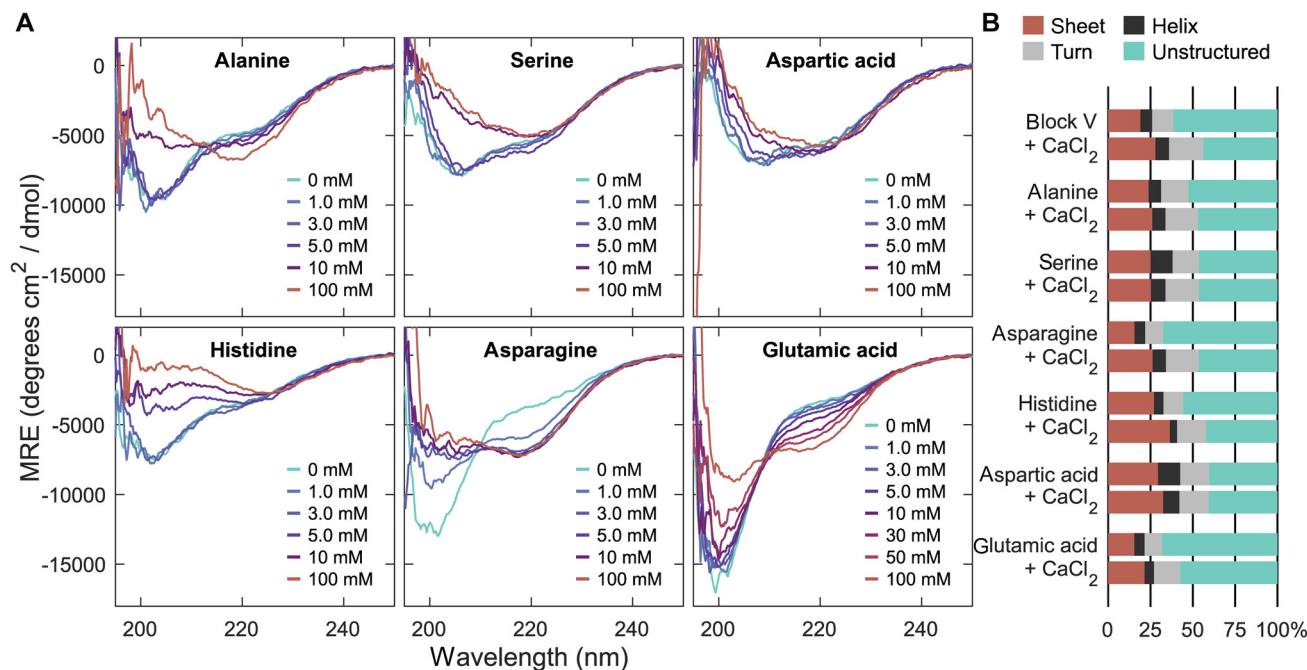 A
MRE (degrees cm2 / dmol)
Alanine
0
-5000
-10000
-15000
0 mM
1.0 mM
3.0 mM
5.0 mM
10 mM
100 mM
Serine
0 mM
1.0 mM
3.0 mM
5.0 mM
10 mM
100 mM
Aspartic acid
0 mM
1.0 mM
3.0 mM
5.0 mM
10 mM
100 mM
Histidine
0
-5000
-10000
-15000
0 mM
1.0 mM
3.0 mM
5.0 mM
10 mM
100 mM
200 220 240
Asparagine
0 mM
1.0 mM
3.0 mM
5.0 mM
10 mM
100 mM
200 220 240
Glutamic acid
0 mM
1.0 mM
3.0 mM
5.0 mM
10 mM
30 mM
50 mM
100 mM
200 220 240
Wavelength (nm)
B
Sheet Helix
Turn Unstructured
Block V
+ CaCl2
Alanine
+ CaCl2
Serine
+ CaCl2
Asparagine
+ CaCl2
Histidine
+ CaCl2
Aspartic acid
+ CaCl2
Glutamic acid
+ CaCl2
0 25 50 75 100%